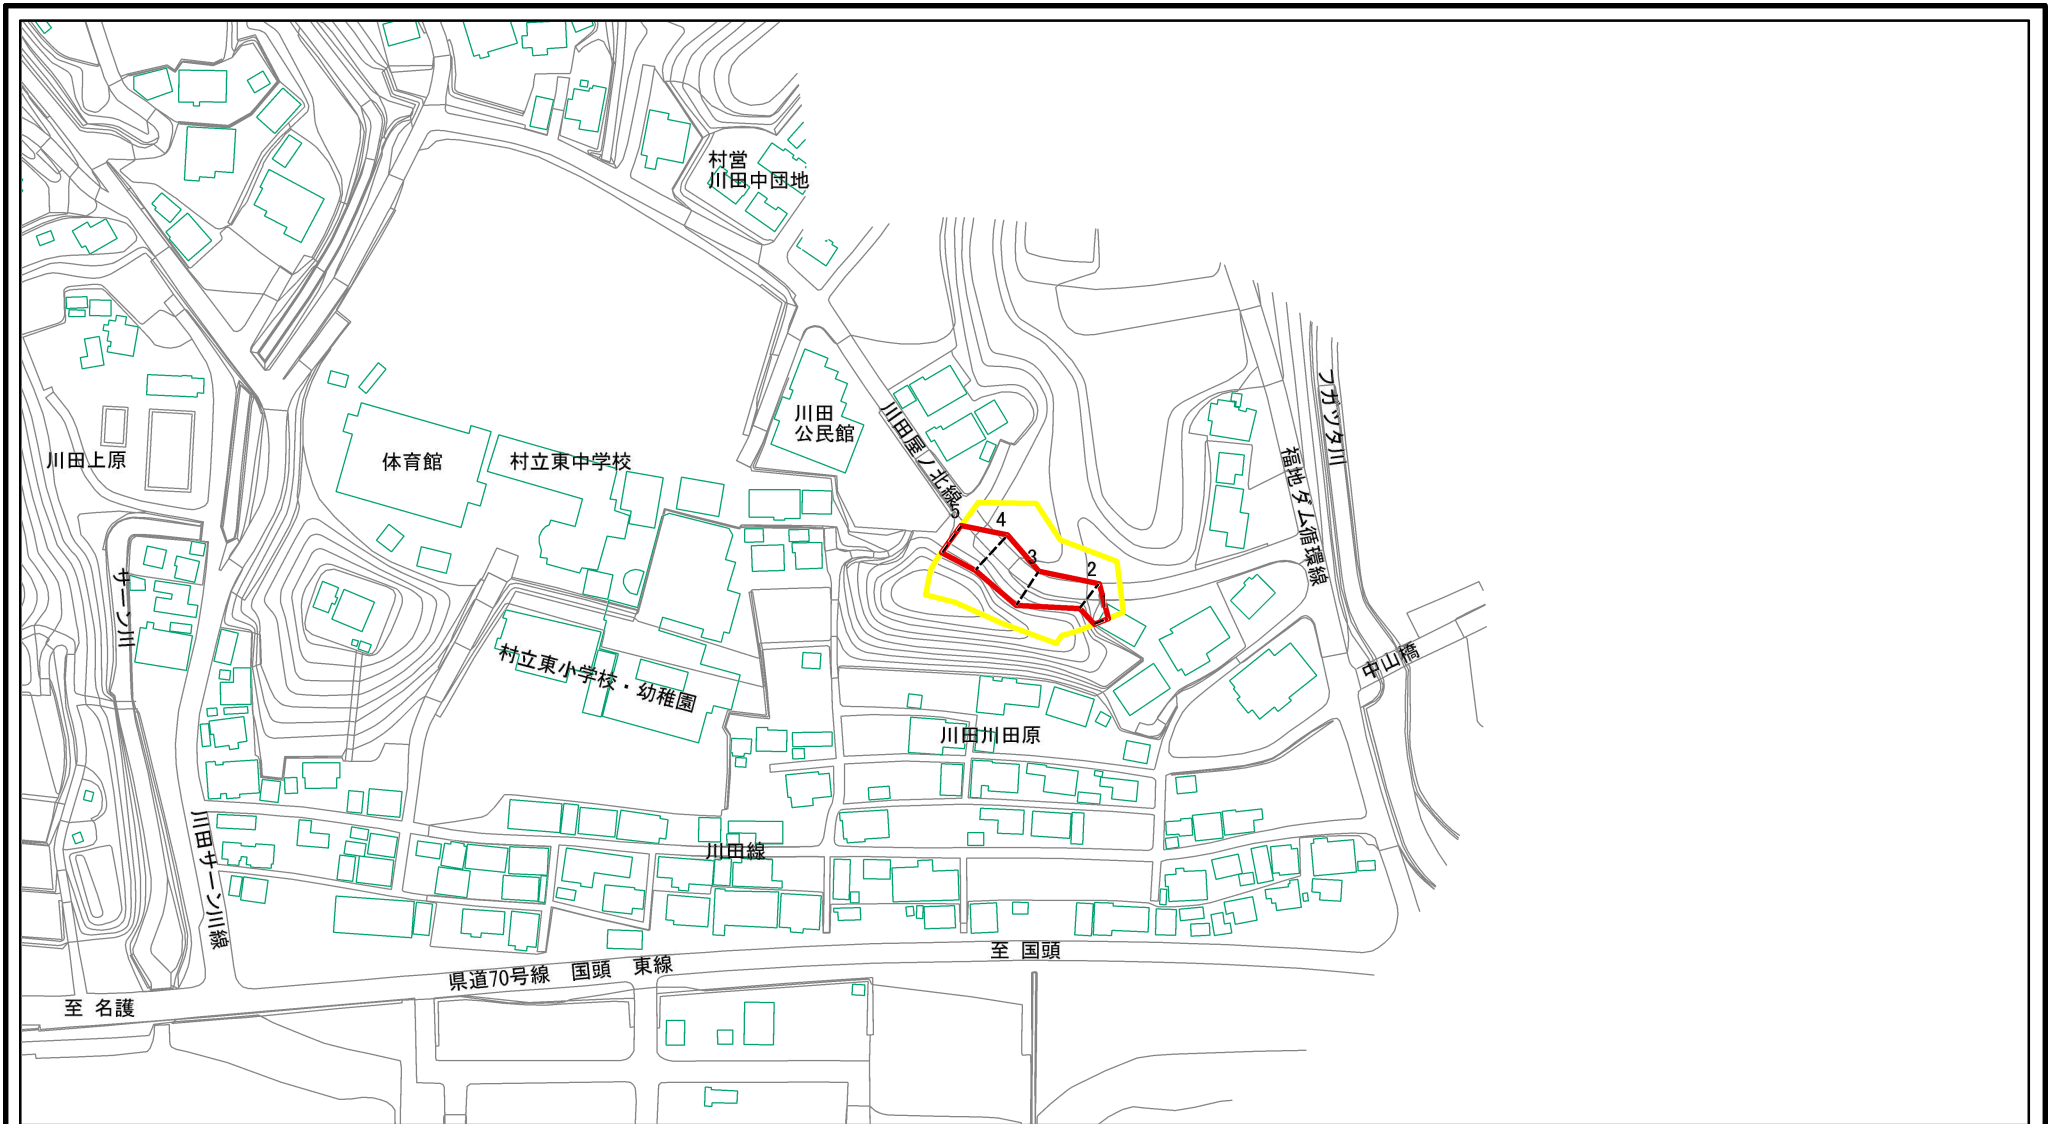 村営
川田中団地
川田
公民館
川田屋ノ北線
フガツタ川
川田上原
体育館
村立東中学校
福地ダム循環線
5
4
3
2
サーン川
村立東小学校・幼稚園
中山橋
川田川田原
川田サーン川線
川田線
至 国頭
県道70号線 国頭 東線
至 名護